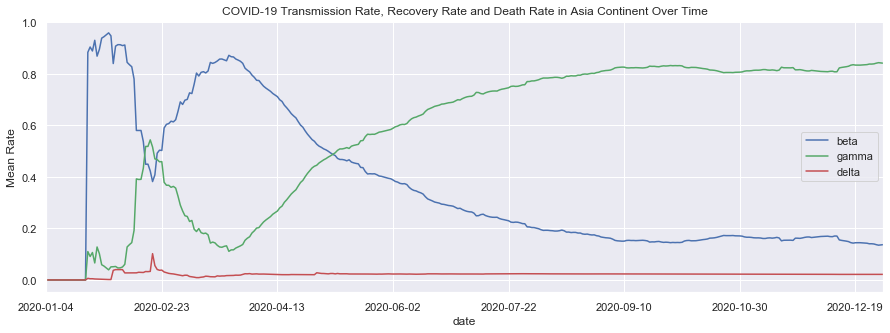 COVID-19 Transmission Rate, Recovery Rate and Death Rate in Asia Continent Over Time
1.0
0.8
0.6
0.4
0.2
0.0
Mean Rate
beta
gamma
delta
2020-01-04 2020-02-23 2020-04-13 2020-06-02 2020-07-22 2020-09-10 2020-10-30 2020-12-19
date